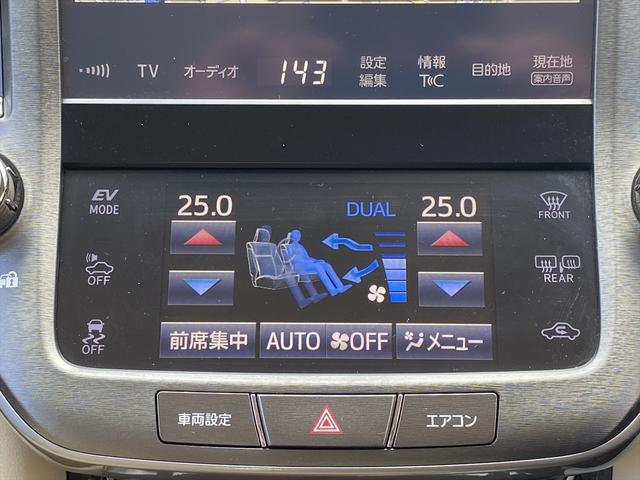 TV オーディオ 143 設定 情報 目的地 現在地
編集 TCC 案内音声
EV
MODE
25.0 DUAL 25.0
FRONT
OFF
REAR
OFF
前席集中 AUTO OFF メニュー
車両設定 エアコン